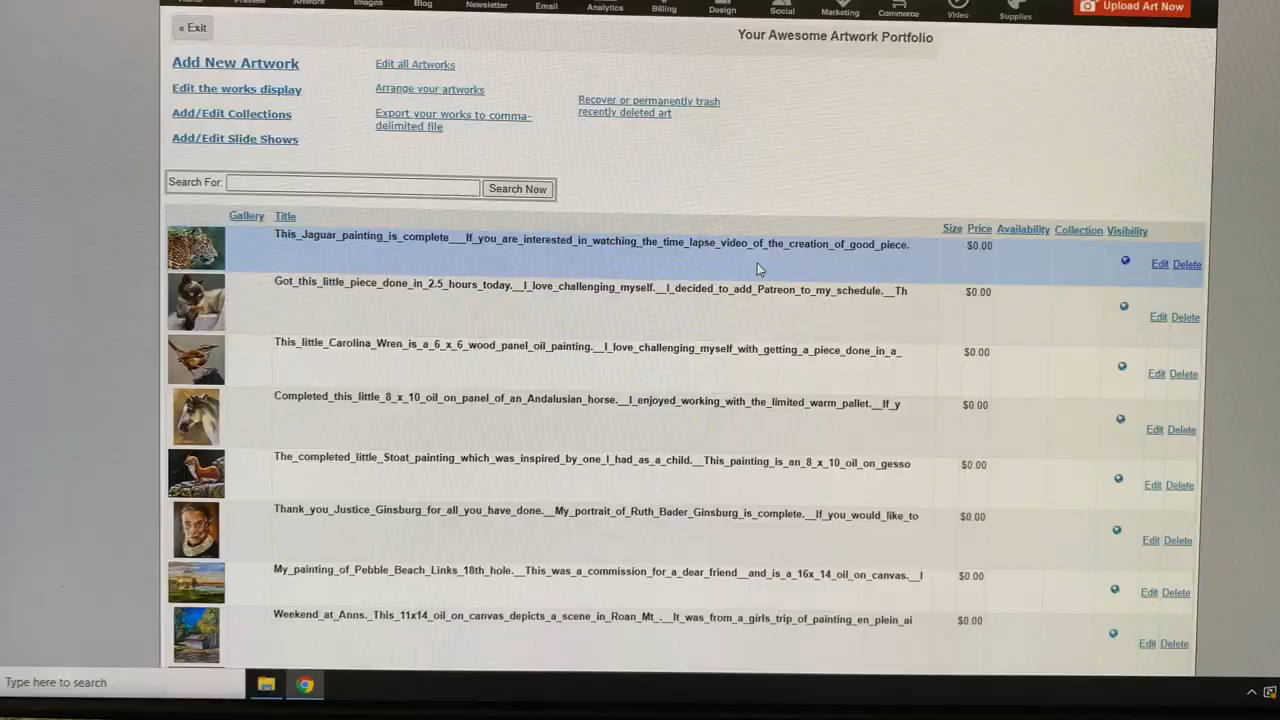 Artwork
Images
Blog
Newsletter
Email
Analytics
Billing
Design
Social
Marketing
Commerce
Video
Supplies
Upload Art Now
« Exit
Your Awesome Artwork Portfolio
Add New Artwork
Edit all Artworks
Edit the works display
Arrange your artworks
Recover or permanently trash
recently deleted art
Add/Edit Collections
Export your works to comma-
delimited file
Add/Edit Slide Shows
Search For:
Search Now
Gallery Title Size Price Availability Collection Visibility
This_Jaguar_painting_is_complete___If_you_are_interested_in_watching_the_time_lapse_video_of_the_creation_of_good_piece. $0.00 Edit Delete
Got_this_little_piece_done_in_2.5_hours_today.__I_love_challenging_myself.__I_decided_to_add_Patreon_to_my_schedule.__Th $0.00 Edit Delete
This_little_Carolina_Wren_is_a_6_x_6_wood_panel_oil_painting.__I_love_challenging_myself_with_getting_a_piece_done_in_a_ $0.00 Edit Delete
Completed_this_little_8_x_10_oil_on_panel_of_an_Andalusian_horse.__I_enjoyed_working_with_the_limited_warm_pallet.__If_y $0.00 Edit Delete
The_completed_little_Stoat_painting_which_was_inspired_by_one_I_had_as_a_child.__This_painting_is_an_8_x_10_oil_on_gesso $0.00 Edit Delete
Thank_you_Justice_Ginsburg_for_all_you_have_done.__My_portrait_of_Ruth_Bader_Ginsburg_is_complete.__If_you_would_like_to $0.00 Edit Delete
My_painting_of_Pebble_Beach_Links_18th_hole.__This_was_a_commission_for_a_dear_friend__and_is_a_16x_14_oil_on_canvas.__I $0.00 Edit Delete
Weekend_at_Anns._This_11x14_oil_on_canvas_depicts_a_scene_in_Roan_Mt_.__It_was_from_a_girls_trip_of_painting_en_plein_ai $0.00 Edit Delete
Type here to search